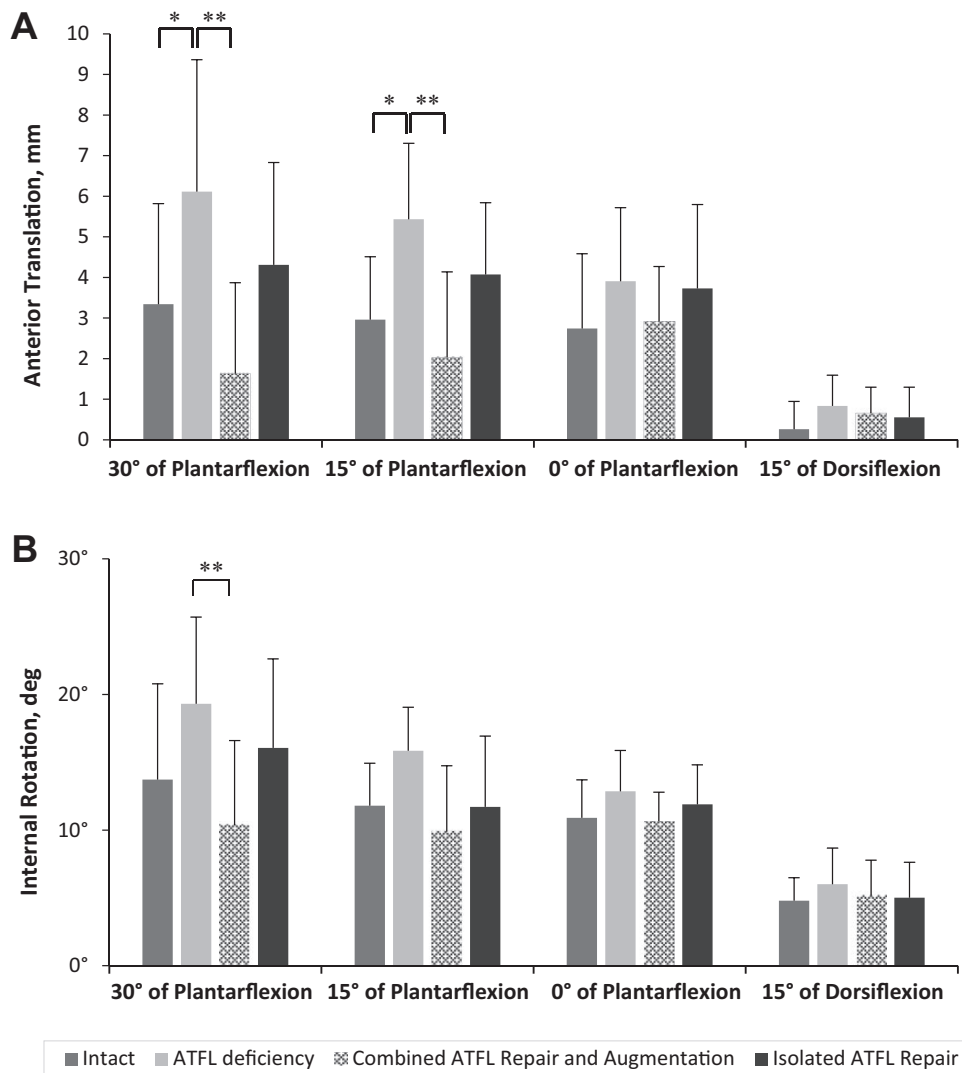 A
* ** * **
Anterior Translation, mm
10
9
8
7
6
5
4
3
2
1
0
30° of Plantarflexion 15° of Plantarflexion 0° of Plantarflexion 15° of Dorsiflexion
B
**
Internal Rotation, deg
30°
20°
10°
0°
30° of Plantarflexion 15° of Plantarflexion 0° of Plantarflexion 15° of Dorsiflexion
Intact ATFL deficiency Combined ATFL Repair and Augmentation Isolated ATFL Repair